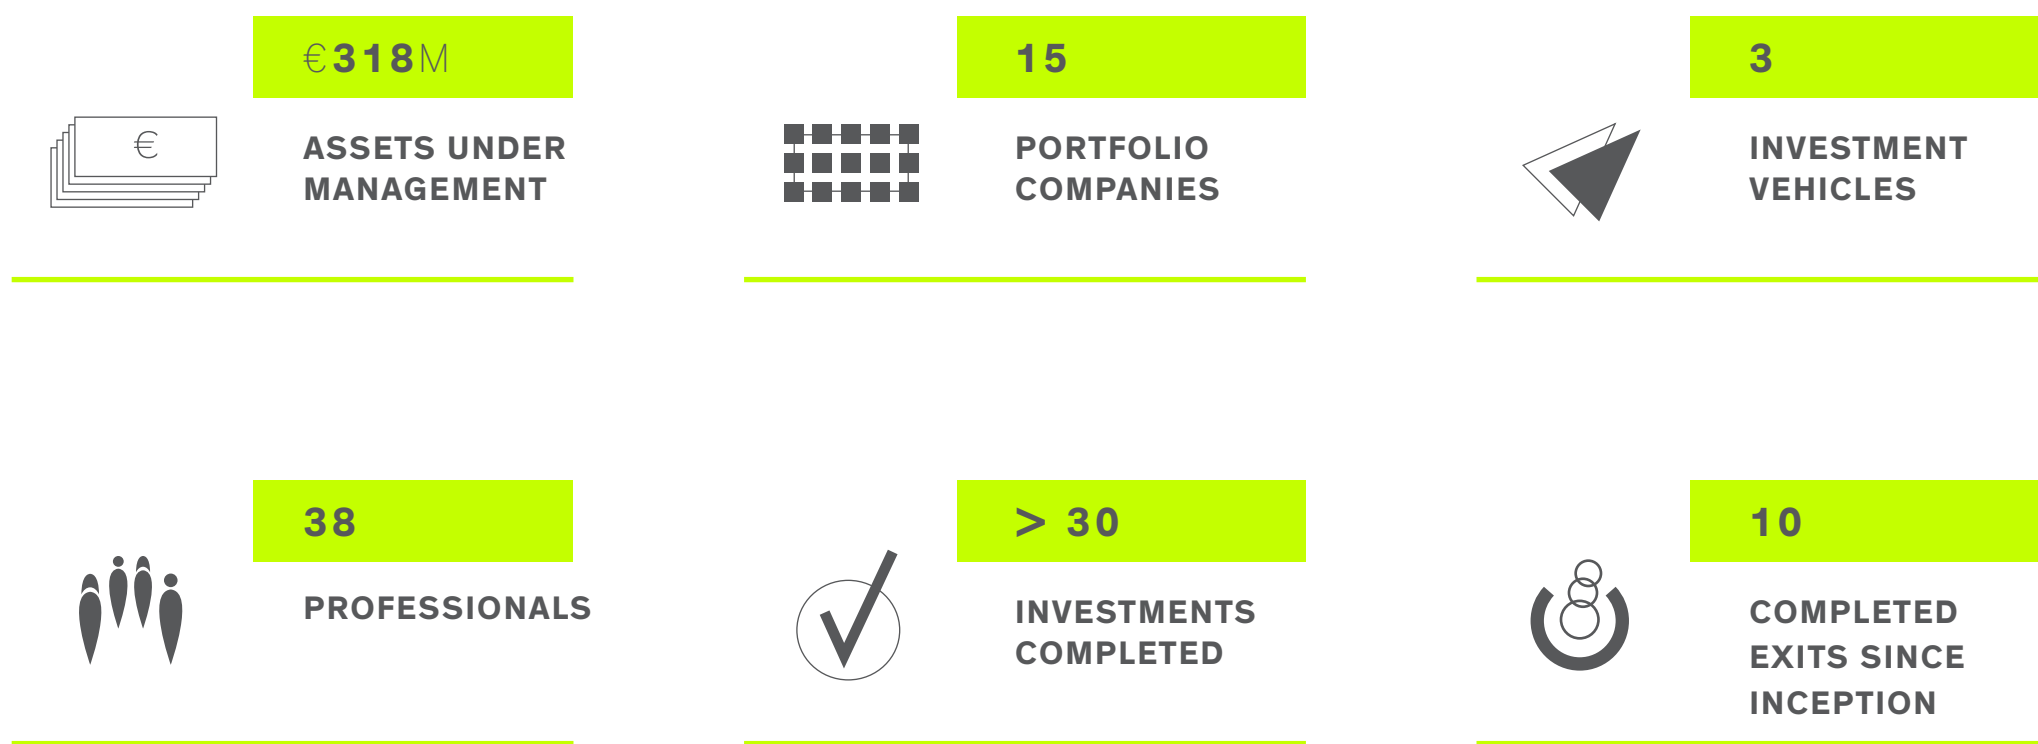 €318M
€
ASSETS UNDER
MANAGEMENT
15
PORTFOLIO
COMPANIES
3
INVESTMENT
VEHICLES
38
PROFESSIONALS
> 30
INVESTMENTS
COMPLETED
10
COMPLETED
EXITS SINCE
INCEPTION